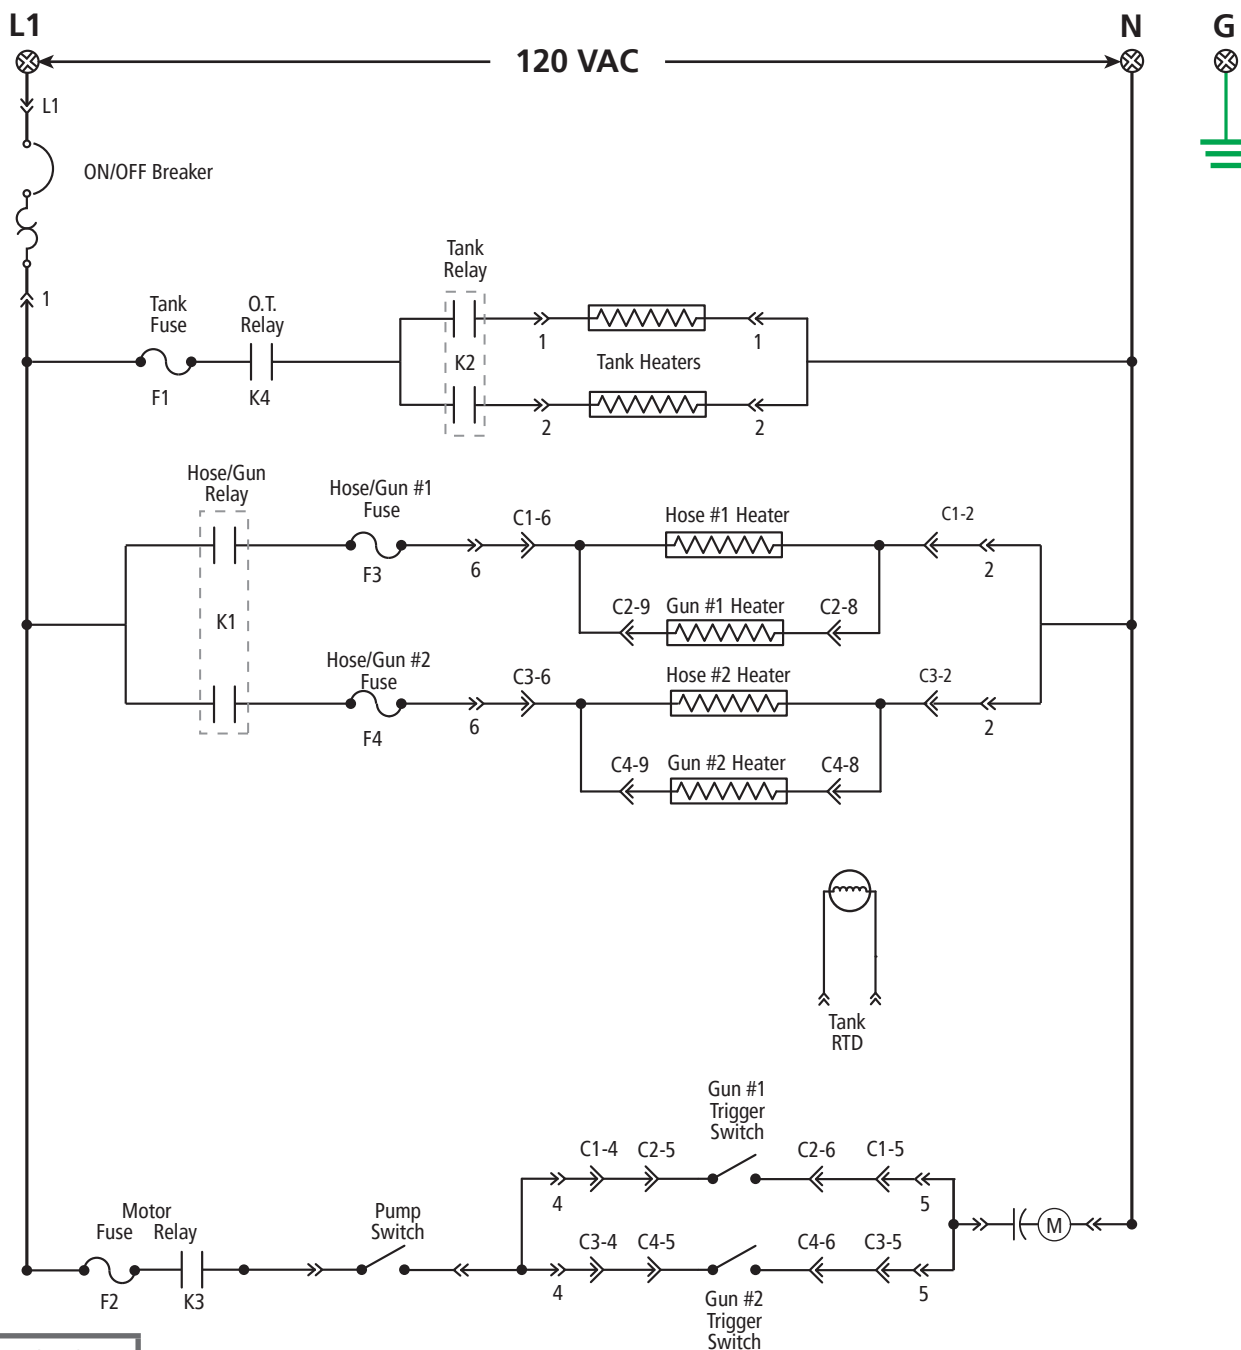 L1
N
G
120 VAC
L1
ON/OFF Breaker
1
Tank
Relay
Tank
Fuse
O.T.
Relay
F1
K4
K2
1
1
Tank Heaters
2
2
Hose/Gun
Relay
Hose/Gun #1
Fuse
C1-6
Hose #1 Heater
C1-2
F3
6
2
K1
C2-9
Gun #1 Heater
C2-8
Hose/Gun #2
Fuse
C3-6
Hose #2 Heater
C3-2
F4
6
2
C4-9
Gun #2 Heater
C4-8
Tank
RTD
Gun #1
Trigger
Switch
C1-4
C2-5
C2-6
C1-5
4
5
Motor
Fuse
Relay
Pump
Switch
C3-4
C4-5
C4-6
C3-5
M
F2
K3
4
5
Gun #2
Trigger
Switch